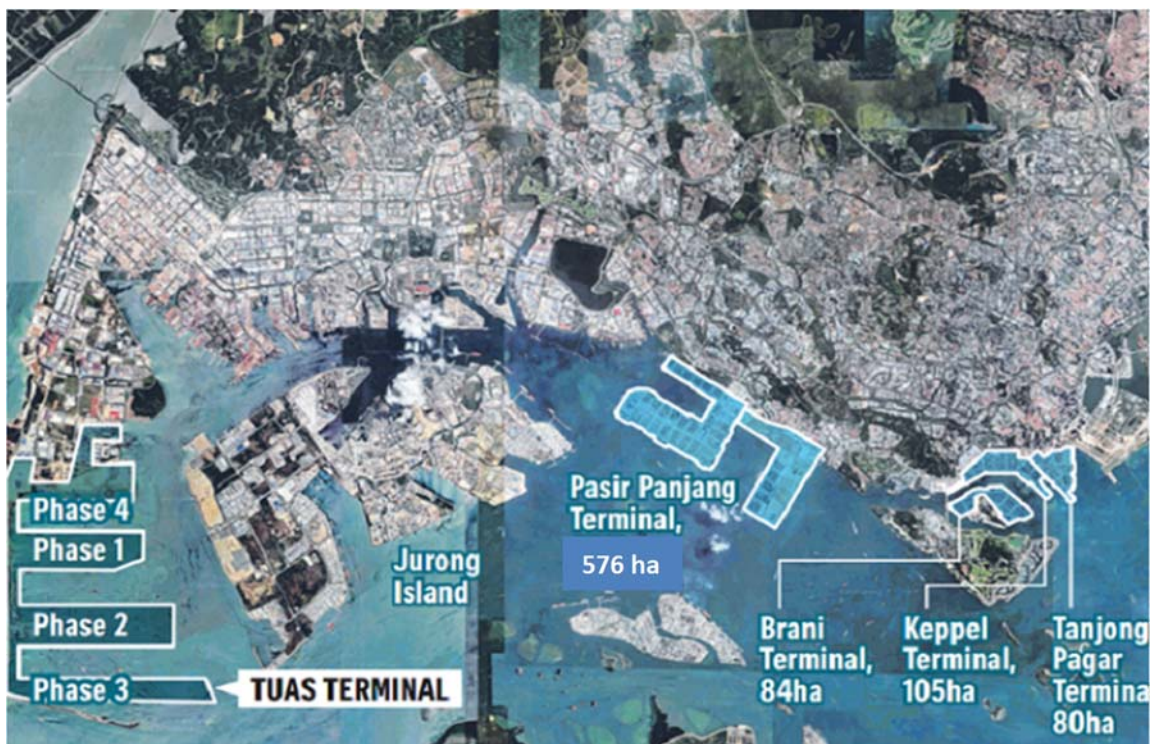 Phase 4
Phase 1
Phase 2
Phase 3
TUAS TERMINAL
Jurong
Island
Pasir Panjang
Terminal,
576 ha
Brani
Terminal,
84ha
Keppel
Terminal,
105ha
Tanjong
Pagar
Termina
80ha